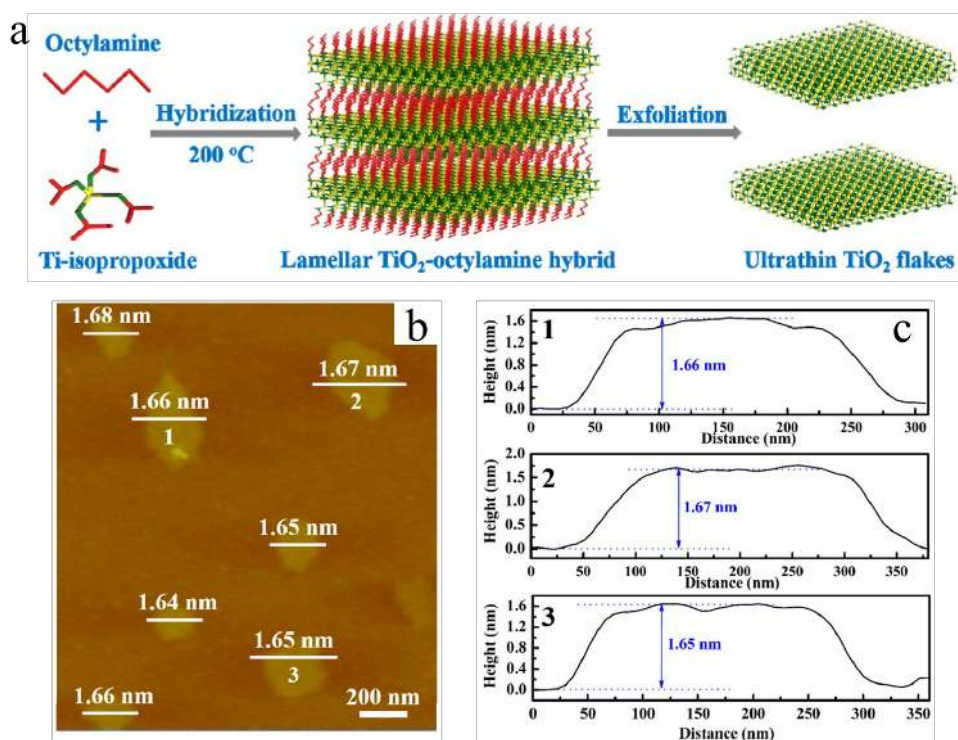 a
Octylamine
+
Ti-isopropoxide
Hybridization
200 °C
Lamellar TiO₂-octylamine hybrid
Exfoliation
Ultrathin TiO₂ flakes
b
1.68 nm
1.67 nm
2
1.66 nm
1
1.65 nm
1.64 nm
1.65 nm
3
1.66 nm
200 nm
c
1
Height (nm)
1.6
1.2
0.8
0.4
0.0
1.66 nm
0 50 100 150 200 250 300
Distance (nm)
2
Height (nm)
2.0
1.5
1.0
0.5
0.0
1.67 nm
0 50 100 150 200 250 300 350
Distance (nm)
3
Height (nm)
1.6
1.2
0.8
0.4
0.0
1.65 nm
0 50 100 150 200 250 300 350
Distance (nm)